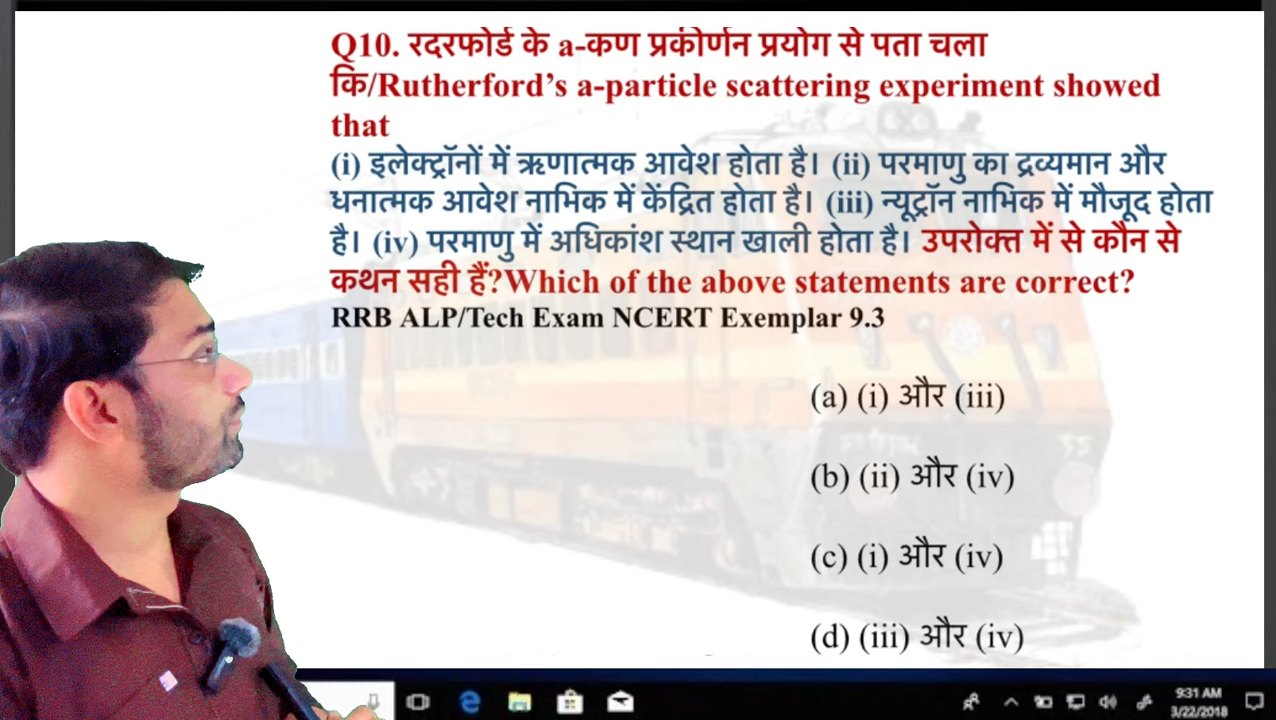 Q10. रदरफोर्ड के a-कण प्रकीर्णन प्रयोग से पता चला
कि/Rutherford's a-particle scattering experiment showed
that
(i) इलेक्ट्रॉनों में ऋणात्मक आवेश होता है। (ii) परमाणु का द्रव्यमान और
धनात्मक आवेश नाभिक में केंद्रित होता है। (iii) न्यूट्रॉन नाभिक में मौजूद होता
है। (iv) परमाणु में अधिकांश स्थान खाली होता है। उपरोक्त में से कौन से
कथन सही हैं?Which of the above statements are correct?
RRB ALP/Tech Exam NCERT Exemplar 9.3
(a) (i) और (iii)
(b) (ii) और (iv)
(c) (i) और (iv)
(d) (iii) और (iv)
9:31 AM
3/22/2018